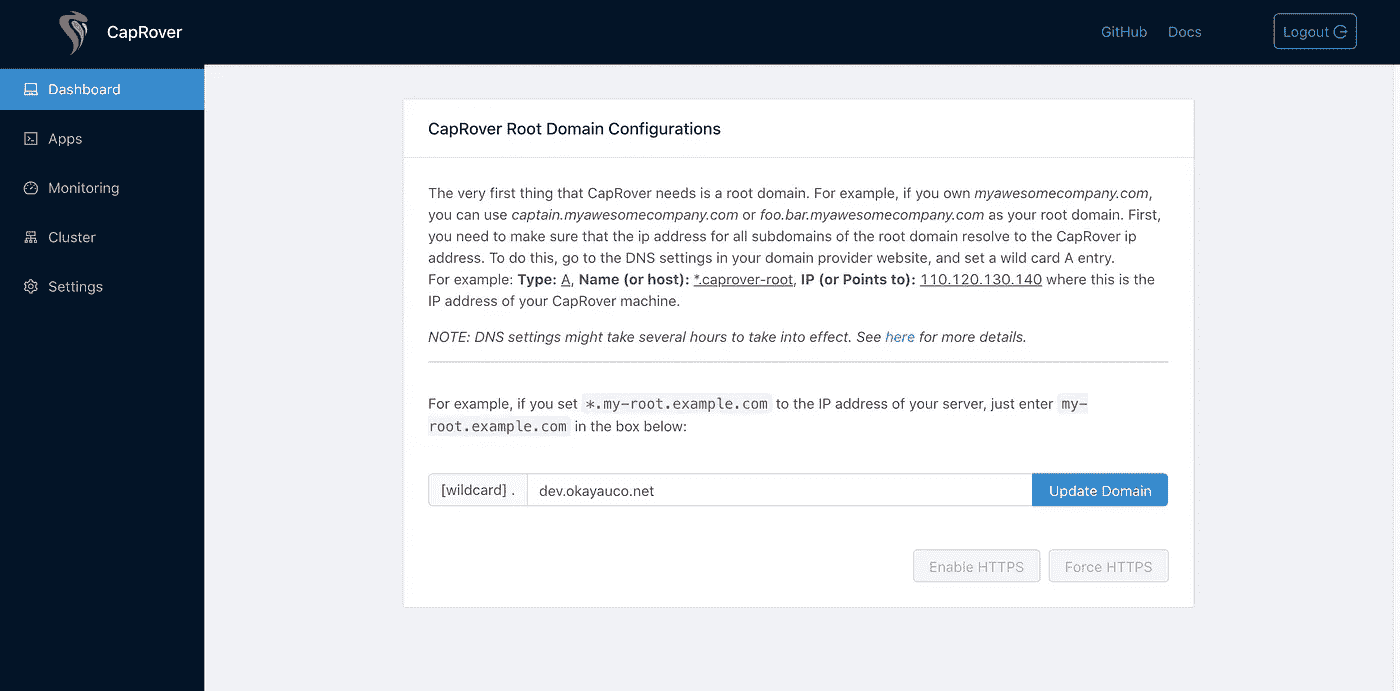 CapRover
GitHub Docs Logout
Dashboard
Apps
Monitoring
Cluster
Settings
CapRover Root Domain Configurations
The very first thing that CapRover needs is a root domain. For example, if you own myawesomecompany.com,
you can use captain.myawesomecompany.com or foo.bar.myawesomecompany.com as your root domain. First,
you need to make sure that the ip address for all subdomains of the root domain resolve to the CapRover ip
address. To do this, go to the DNS settings in your domain provider website, and set a wild card A entry.
For example: Type: A, Name (or host): *.caprover-root, IP (or Points to): 110.120.130.140 where this is the
IP address of your CapRover machine.
NOTE: DNS settings might take several hours to take into effect. See here for more details.
For example, if you set *.my-root.example.com to the IP address of your server, just enter my-
root.example.com in the box below:
[wildcard] . dev.okayauco.net Update Domain
Enable HTTPS Force HTTPS